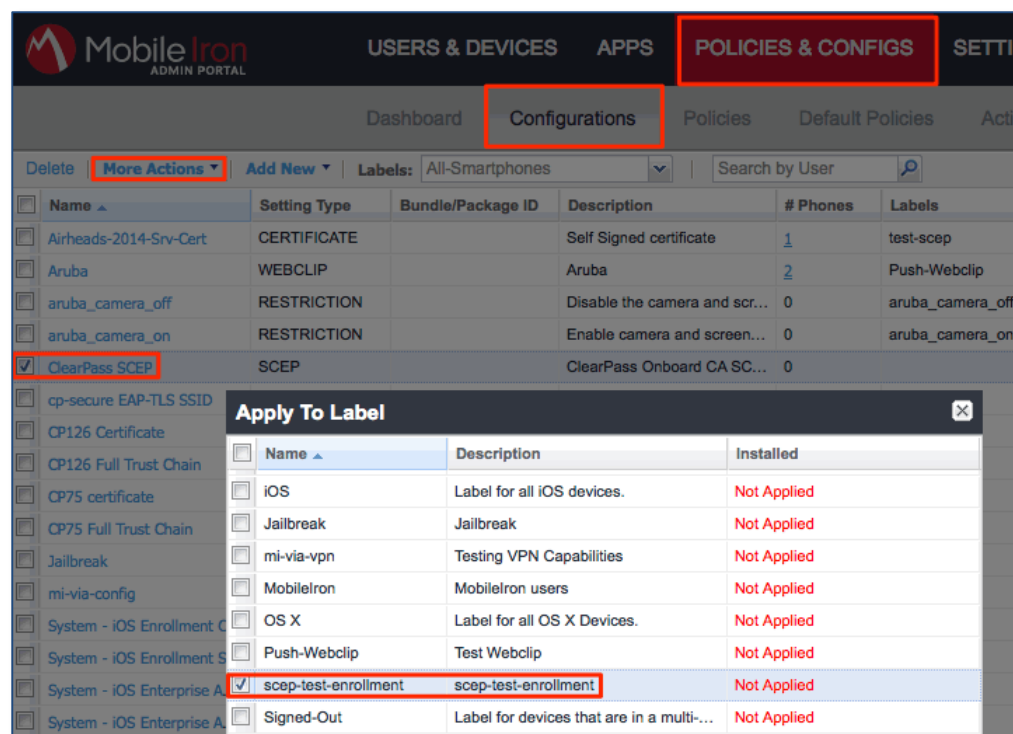 Mobile Iron
ADMIN PORTAL
USERS & DEVICES APPS POLICIES & CONFIGS SETTI
Dashboard Configurations Policies Default Policies Acti
Delete More Actions Add New Labels: All-Smartphones Search by User
Name Setting Type Bundle/Package ID Description # Phones Labels
Airheads-2014-Srv-Cert CERTIFICATE Self Signed certificate 1 test-scep
Aruba WEBCLIP Aruba 2 Push-Webclip
aruba_camera_off RESTRICTION Disable the camera and scr... 0 aruba_camera_off
aruba_camera_on RESTRICTION Enable camera and screen... 0 aruba_camera_on
ClearPass SCEP SCEP ClearPass Onboard CA SC... 0
cp-secure EAP-TLS SSID
CP126 Certificate
CP126 Full Trust Chain
CP75 certificate
CP75 Full Trust Chain
Jailbreak
mi-via-config
System - iOS Enrollment C
System - iOS Enrollment S
System - iOS Enterprise A
System - iOS Enterprise A
Apply To Label
Name Description Installed
iOS Label for all iOS devices. Not Applied
Jailbreak Jailbreak Not Applied
mi-via-vpn Testing VPN Capabilities Not Applied
MobileIron MobileIron users Not Applied
OS X Label for all OS X Devices. Not Applied
Push-Webclip Test Webclip Not Applied
scep-test-enrollment scep-test-enrollment Not Applied
Signed-Out Label for devices that are in a multi-... Not Applied